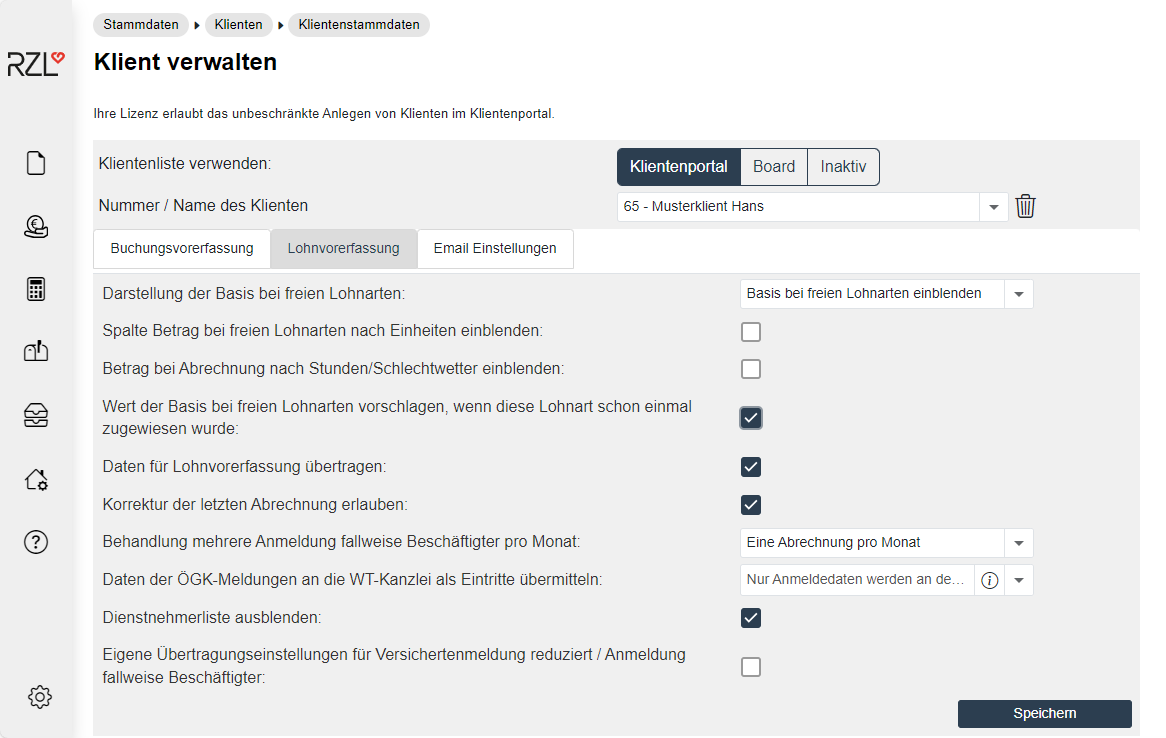 Stammdaten Klienten Klientenstammdaten
RZL
Klient verwalten
Ihre Lizenz erlaubt das unbeschränkte Anlegen von Klienten im Klientenportal.
Klientenliste verwenden: Klientenportal Board Inaktiv
Nummer / Name des Klienten 65 - Musterklient Hans
Buchungsvorerfassung Lohnvorerfassung Email Einstellungen
Darstellung der Basis bei freien Lohnarten: Basis bei freien Lohnarten einblenden
Spalte Betrag bei freien Lohnarten nach Einheiten einblenden:
Betrag bei Abrechnung nach Stunden/Schlechtwetter einblenden:
Wert der Basis bei freien Lohnarten vorschlagen, wenn diese Lohnart schon einmal
zugewiesen wurde:
Daten für Lohnvorerfassung übertragen:
Korrektur der letzten Abrechnung erlauben:
Behandlung mehrere Anmeldung fallweise Beschäftigter pro Monat: Eine Abrechnung pro Monat
Daten der ÖGK-Meldungen an die WT-Kanzlei als Eintritte übermitteln: Nur Anmeldedaten werden an de...
Dienstnehmerliste ausblenden:
Eigene Übertragungseinstellungen für Versichertenmeldung reduziert / Anmeldung
fallweise Beschäftigter:
Speichern